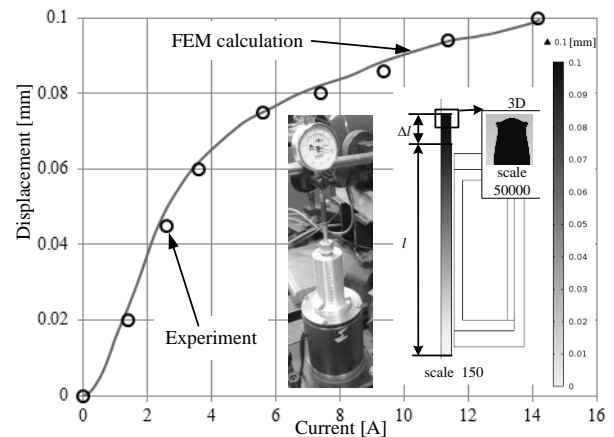 0.1
0.08
0.06
0.04
0.02
0
Displacement [mm]
FEM calculation
Experiment
0 2 4 6 8 10 12 14 16
Current [A]
Δl
l
3D
scale
50000
scale 150
▲ 0.1 [mm]
0.1
0.09
0.08
0.07
0.06
0.05
0.04
0.03
0.02
0.01
0